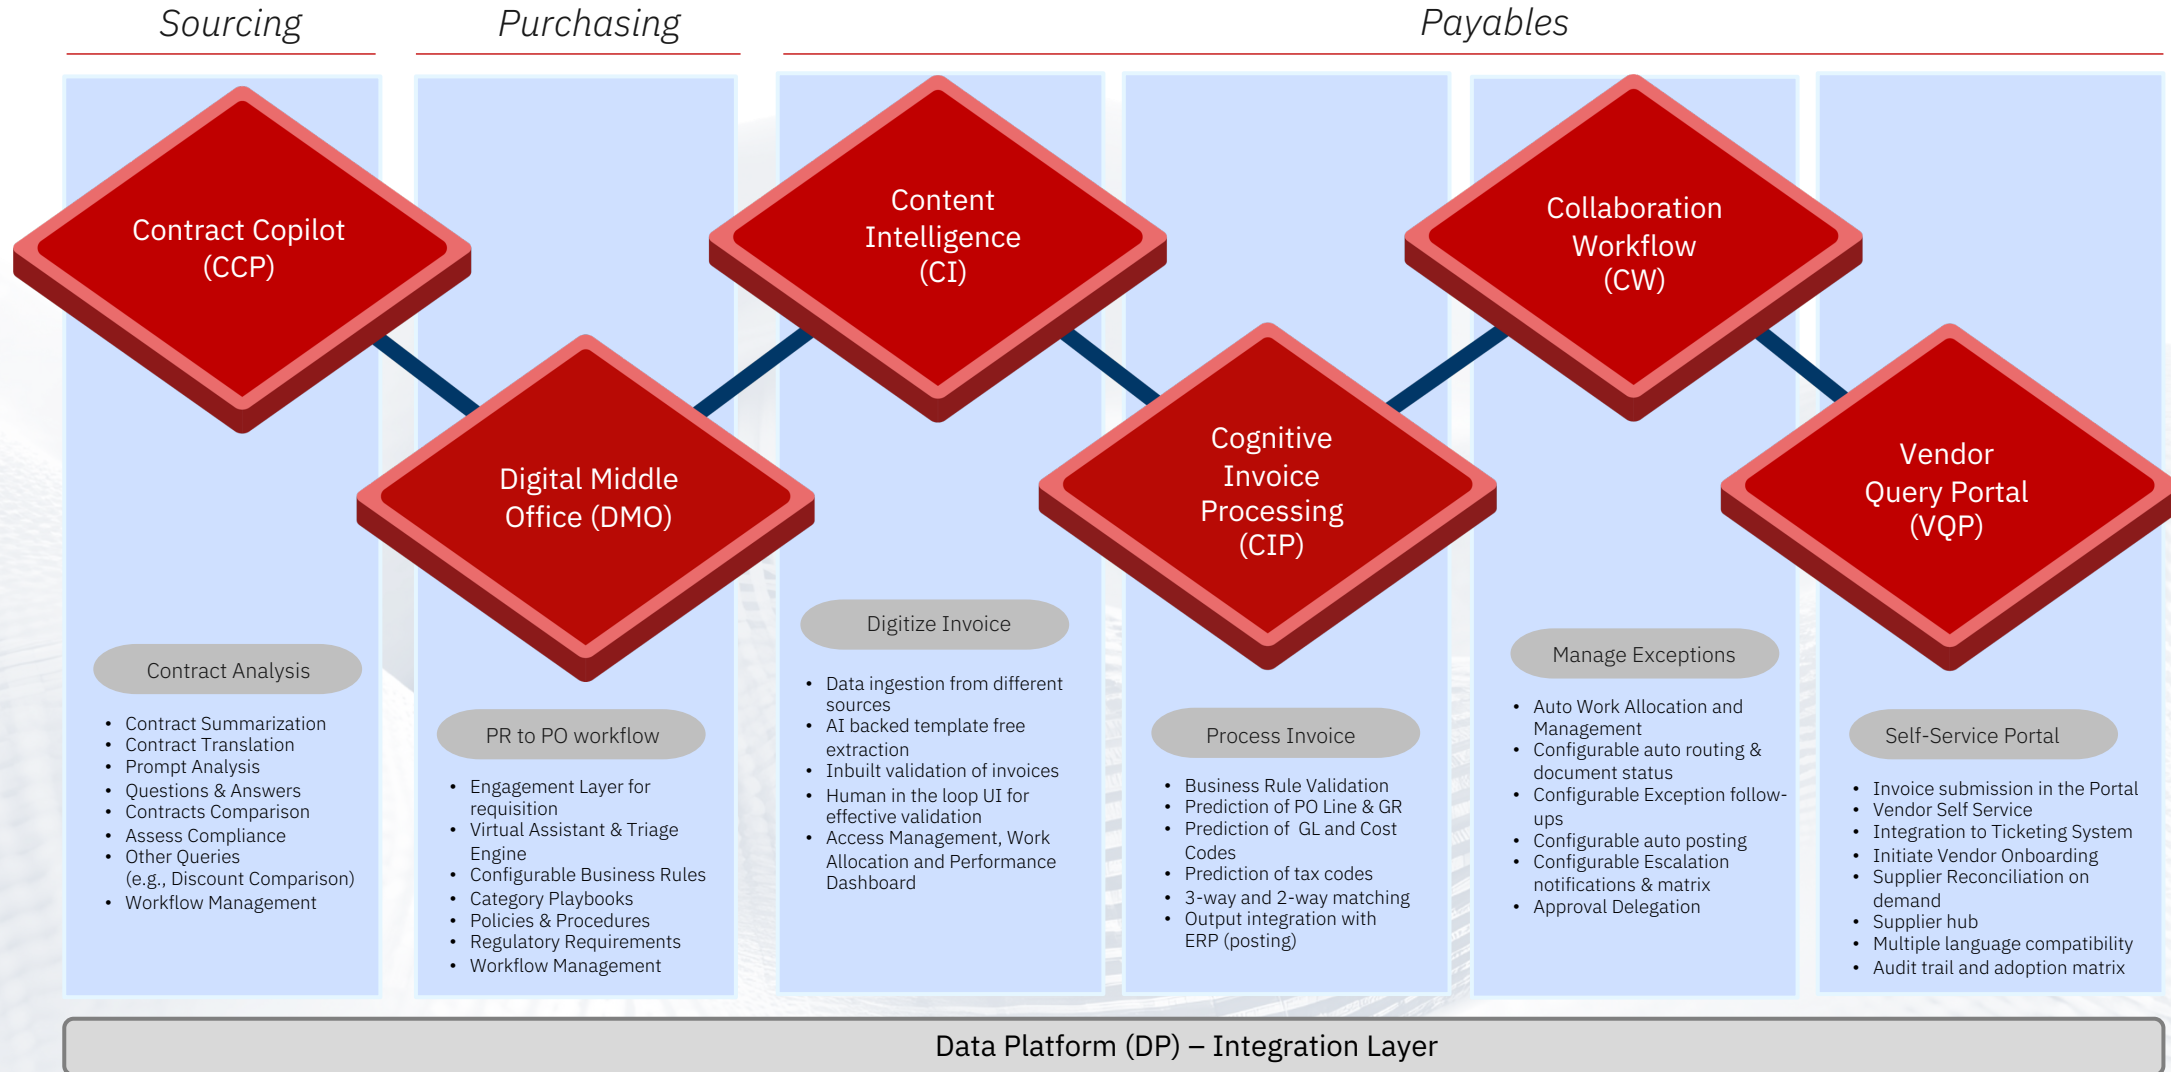 Sourcing
Purchasing
Payables
Contract Copilot
(CCP)
Contract Analysis
• Contract Summarization
• Contract Translation
• Prompt Analysis
• Questions & Answers
• Contracts Comparison
• Assess Compliance
• Other Queries
(e.g., Discount Comparison)
• Workflow Management
Digital Middle
Office (DMO)
PR to PO workflow
• Engagement Layer for
requisition
• Virtual Assistant & Triage
Engine
• Configurable Business Rules
• Category Playbooks
• Policies & Procedures
• Regulatory Requirements
• Workflow Management
Content
Intelligence
(CI)
Digitize Invoice
• Data ingestion from different
sources
• AI backed template free
extraction
• Inbuilt validation of invoices
• Human in the loop UI for
effective validation
• Access Management, Work
Allocation and Performance
Dashboard
Cognitive
Invoice
Processing
(CIP)
Process Invoice
• Business Rule Validation
• Prediction of PO Line & GR
• Prediction of GL and Cost
Codes
• Prediction of tax codes
• 3-way and 2-way matching
• Output integration with
ERP (posting)
Collaboration
Workflow
(CW)
Manage Exceptions
• Auto Work Allocation and
Management
• Configurable auto routing &
document status
• Configurable Exception follow-
ups
• Configurable auto posting
• Configurable Escalation
notifications & matrix
• Approval Delegation
Vendor
Query Portal
(VQP)
Self-Service Portal
• Invoice submission in the Portal
• Vendor Self Service
• Integration to Ticketing System
• Initiate Vendor Onboarding
• Supplier Reconciliation on
demand
• Supplier hub
• Multiple language compatibility
• Audit trail and adoption matrix
Data Platform (DP) – Integration Layer